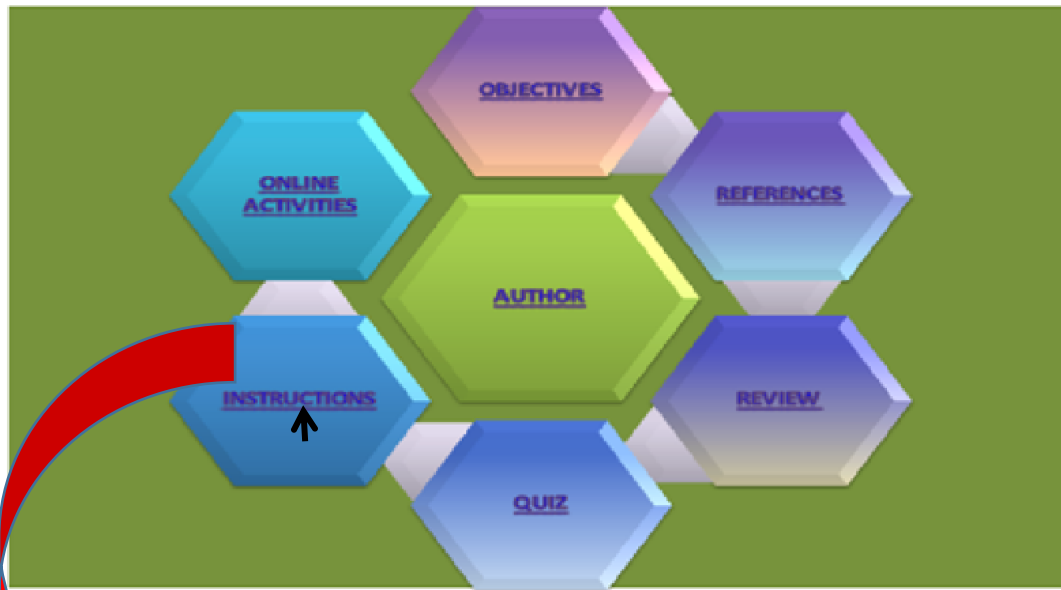 OBJECTIVES
ONLINE
ACTIVITIES
REFERENCES
AUTHOR
INSTRUCTIONS
REVIEW
QUIZ